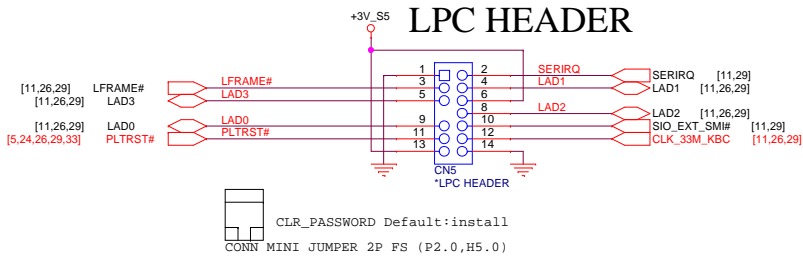 +3V_S5
LPC HEADER
1 2 SERIRQ SERIRQ [11,29]
[11,26,29] LFRAME# LFRAME# 3 4 LAD1 LAD1 [11,26,29]
[11,26,29] LAD3 LAD3 5 6
8 LAD2 LAD2 [11,26,29]
[11,26,29] LAD0 LAD0 9 10 SIO_EXT_SMI# [11,29]
[5,24,26,29,33] PLTRST# PLTRST# 11 12 CLK_33M_KBC [11,26,29]
13 14
CN5
*LPC HEADER
CLR_PASSWORD Default:install
CONN MINI JUMPER 2P FS (P2.0,H5.0)